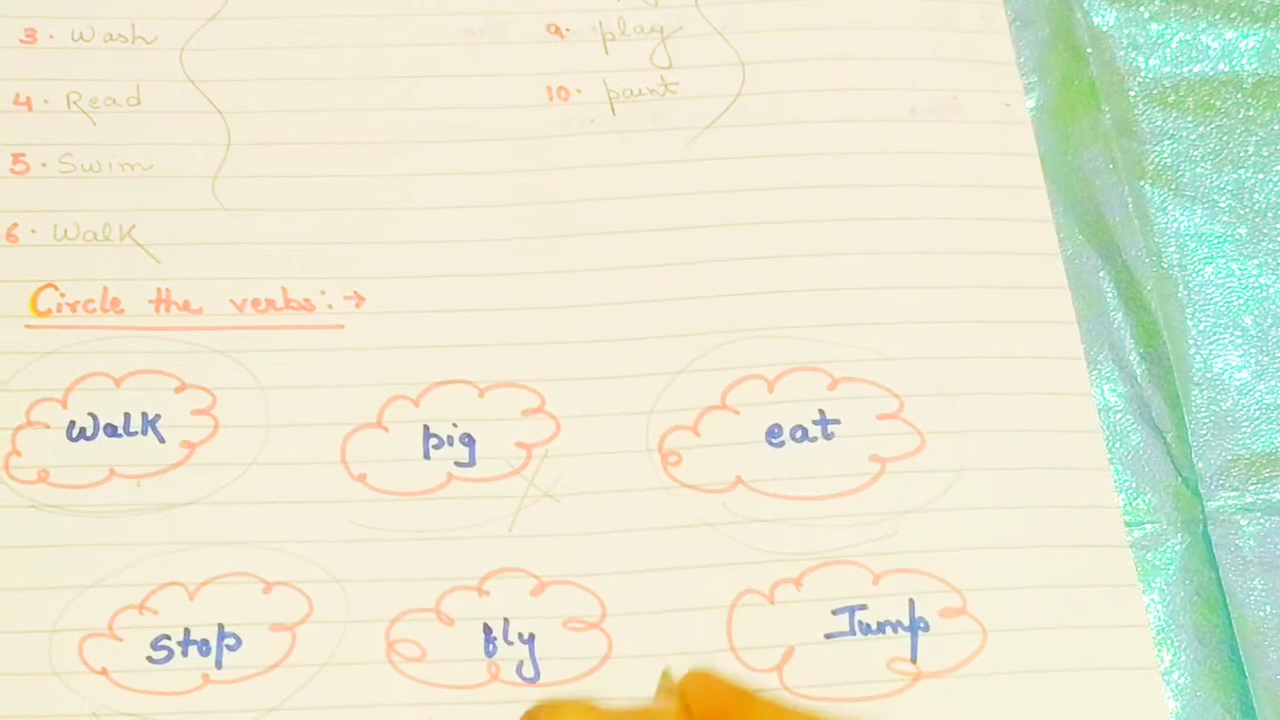 3. Wash
4. Read
5. Swim
6. Walk
9. play
10. paint
Circle the verbs:→
Walk
pig
eat
Stop
fly
Jump